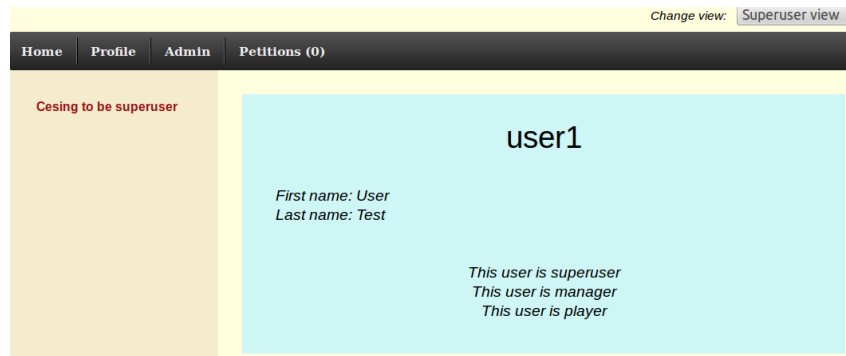 Change view: Superuser view
Home Profile Admin Petitions (0)
Cesing to be superuser
user1
First name: User
Last name: Test
This user is superuser
This user is manager
This user is player